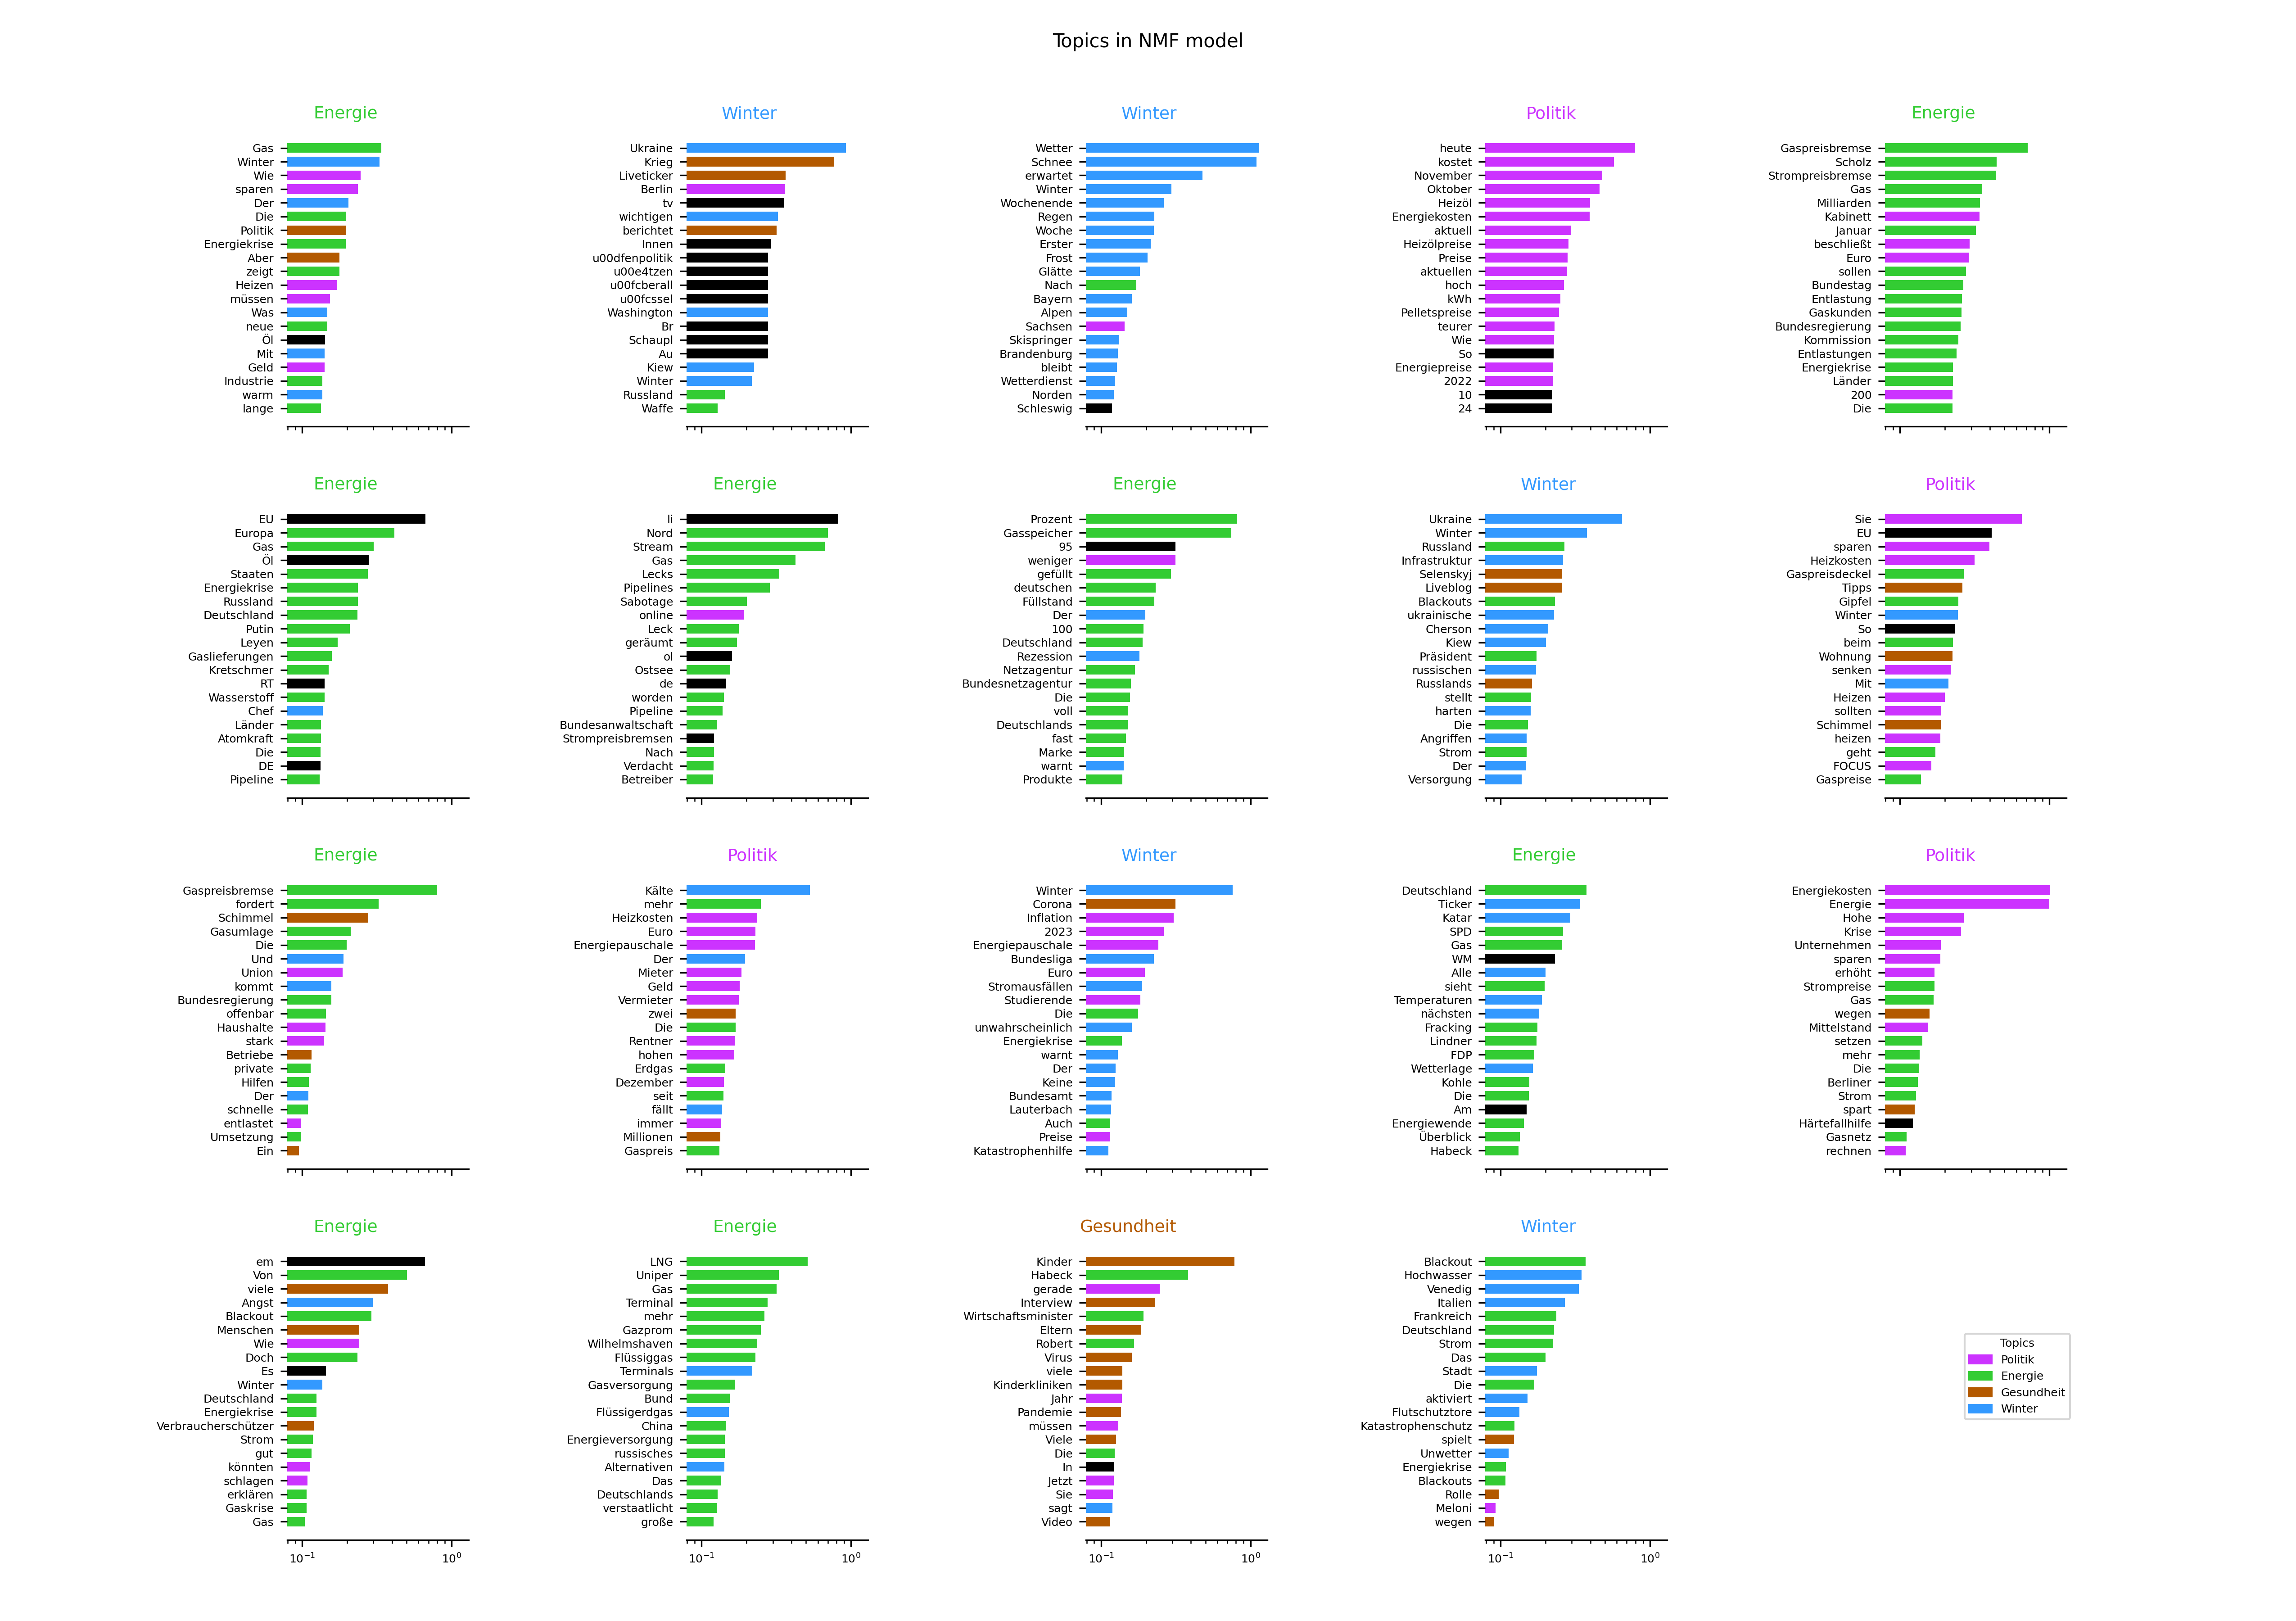 Topics in NMF model
Energie
Gas
Winter
Wie
sparen
Der
Die
Politik
Energiekrise
Aber
zeigt
Heizen
müssen
Was
neue
Öl
Mit
Geld
Industrie
warm
lange
Winter
Ukraine
Krieg
Liveticker
Berlin
tv
wichtigen
berichtet
Innen
u00dfenpolitik
u00e4tzen
u00fcberall
u00fcssel
Washington
Br
Schaupl
Au
Kiew
Winter
Russland
Waffe
Winter
Wetter
Schnee
erwartet
Winter
Wochenende
Regen
Woche
Erster
Frost
Glätte
Nach
Bayern
Alpen
Sachsen
Skispringer
Brandenburg
bleibt
Wetterdienst
Norden
Schleswig
Politik
heute
kostet
November
Oktober
Heizöl
Energiekosten
aktuell
Heizölpreise
Preise
aktuellen
hoch
kWh
Pelletspreise
teurer
Wie
So
Energiepreise
2022
10
24
Energie
Gaspreisbremse
Scholz
Strompreisbremse
Gas
Milliarden
Kabinett
Januar
beschließt
Euro
sollen
Bundestag
Entlastung
Gaskunden
Bundesregierung
Kommission
Entlastungen
Energiekrise
Länder
200
Die
Energie
EU
Europa
Gas
Öl
Staaten
Energiekrise
Russland
Deutschland
Putin
Leyen
Gaslieferungen
Kretschmer
RT
Wasserstoff
Chef
Länder
Atomkraft
Die
DE
Pipeline
Energie
li
Nord
Stream
Gas
Lecks
Pipelines
Sabotage
online
Leck
geräumt
ol
Ostsee
de
worden
Pipeline
Bundesanwaltschaft
Strompreisbremsen
Nach
Verdacht
Betreiber
Energie
Prozent
Gasspeicher
95
weniger
gefüllt
deutschen
Füllstand
Der
100
Deutschland
Rezession
Netzagentur
Bundesnetzagentur
Die
voll
Deutschlands
fast
Marke
warnt
Produkte
Winter
Ukraine
Winter
Russland
Infrastruktur
Selenskyj
Liveblog
Blackouts
ukrainische
Cherson
Kiew
Präsident
russischen
Russlands
stellt
harten
Die
Angriffen
Strom
Der
Versorgung
Politik
Sie
EU
sparen
Heizkosten
Gaspreisdeckel
Tipps
Gipfel
Winter
So
beim
Wohnung
senken
Mit
Heizen
sollten
Schimmel
heizen
geht
FOCUS
Gaspreise
Energie
Gaspreisbremse
fordert
Schimmel
Gasumlage
Die
Und
Union
kommt
Bundesregierung
offenbar
Haushalte
stark
Betriebe
private
Hilfen
Der
schnelle
entlastet
Umsetzung
Ein
Politik
Kälte
mehr
Heizkosten
Euro
Energiepauschale
Der
Mieter
Geld
Vermieter
zwei
Die
Rentner
hohen
Erdgas
Dezember
seit
fällt
immer
Millionen
Gaspreis
Winter
Winter
Corona
Inflation
2023
Energiepauschale
Bundesliga
Euro
Stromausfällen
Studierende
Die
unwahrscheinlich
Energiekrise
warnt
Der
Keine
Bundesamt
Lauterbach
Auch
Preise
Katastrophenhilfe
Energie
Deutschland
Ticker
Katar
SPD
Gas
WM
Alle
sieht
Temperaturen
nächsten
Fracking
Lindner
FDP
Wetterlage
Kohle
Die
Am
Energiewende
Überblick
Habeck
Politik
Energiekosten
Energie
Hohe
Krise
Unternehmen
sparen
erhöht
Strompreise
Gas
wegen
Mittelstand
setzen
mehr
Die
Berliner
Strom
spart
Härtefallhilfe
Gasnetz
rechnen
Energie
em
Von
viele
Angst
Blackout
Menschen
Wie
Doch
Es
Winter
Deutschland
Energiekrise
Verbraucherschützer
Strom
gut
könnten
schlagen
erklären
Gaskrise
Gas
10⁻¹
10⁰
Energie
LNG
Uniper
Gas
Terminal
mehr
Gazprom
Wilhelmshaven
Flüssiggas
Terminals
Gasversorgung
Bund
Flüssigerdgas
China
Energieversorgung
russisches
Alternativen
Das
Deutschlands
verstaatlicht
große
10⁻¹
10⁰
Gesundheit
Kinder
Habeck
gerade
Interview
Wirtschaftsminister
Eltern
Robert
Virus
viele
Kinderkliniken
Jahr
Pandemie
müssen
Viele
Die
In
Jetzt
Sie
sagt
Video
10⁻¹
10⁰
Winter
Blackout
Hochwasser
Venedig
Italien
Frankreich
Deutschland
Strom
Das
Stadt
Die
aktiviert
Flutschutztore
Katastrophenschutz
spielt
Unwetter
Energiekrise
Blackouts
Rolle
Meloni
wegen
10⁻¹
10⁰
Topics
Politik
Energie
Gesundheit
Winter